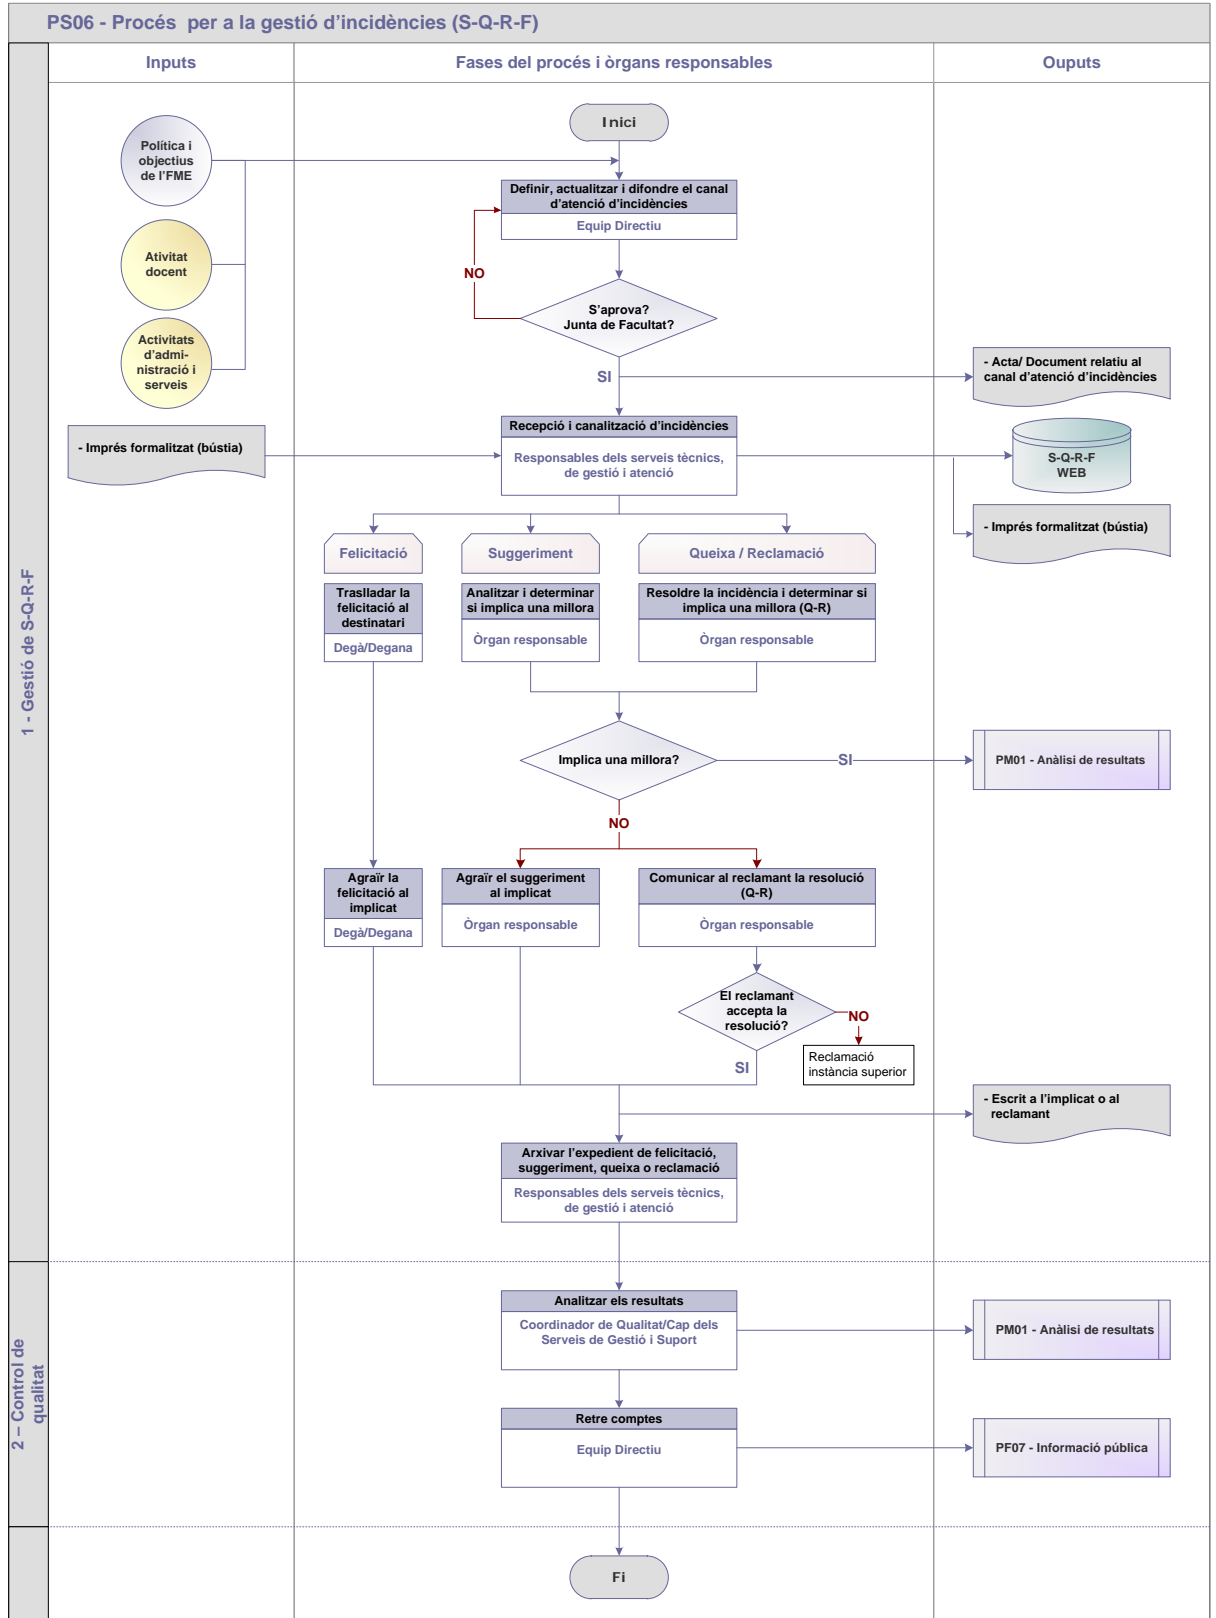 PS06 - Procés  per a la gestió d'incidències (S-Q-R-F)
Inputs
Fases del procés i òrgans responsables
Ouputs
1 - Gestió de S-Q-R-F
Inici
Política i
objectius
de l'FME
Definir, actualitzar i difondre el canal
d'atenció d'incidències
Equip Directiu
Ativitat
docent
NO
S'aprova?
Junta de Facultat?
Activitats
d'admi-
nistració i
serveis
SI
- Acta/ Document relatiu al
canal d'atenció d'incidències
- Imprés formalitzat (bústia)
Recepció i canalització d'incidències
Responsables dels serveis tècnics,
de gestió i atenció
S-Q-R-F
WEB
- Imprés formalitzat (bústia)
Felicitació
Suggeriment
Queixa / Reclamació
Traslladar la
felicitació al
destinatari
Degà/Degana
Analitzar i determinar
si implica una millora
Òrgan responsable
Resoldre la incidència i determinar si
implica una millora (Q-R)
Òrgan responsable
Implica una millora?
SI
PM01 - Anàlisi de resultats
NO
Agraïr la
felicitació al
implicat
Degà/Degana
Agraïr el suggeriment
al implicat
Òrgan responsable
Comunicar al reclamant la resolució
(Q-R)
Òrgan responsable
El reclamant
accepta la
resolució?
NO
Reclamació
instància superior
SI
- Escrit a l'implicat o al
reclamant
Arxivar l'expedient de felicitació,
suggeriment, queixa o reclamació
Responsables dels serveis tècnics,
de gestió i atenció
2 – Control de
qualitat
Analitzar els resultats
Coordinador de Qualitat/Cap dels
Serveis de Gestió i Suport
PM01 - Anàlisi de resultats
Retre comptes
Equip Directiu
PF07 - Informació pública
Fi